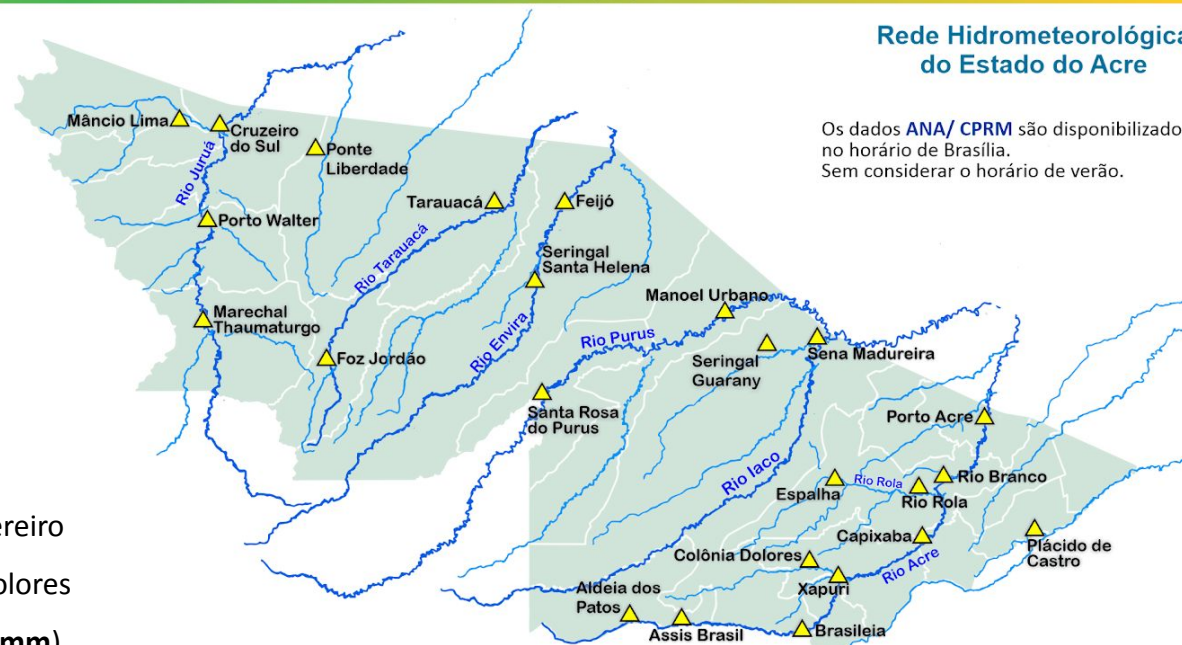 Rede Hidrometeorológica
do Estado do Acre
Os dados ANA/ CPRM são disponibilizado
no horário de Brasília.
Sem considerar o horário de verão.
Mâncio Lima
Cruzeiro
do Sul
Ponte
Liberdade
Rio Juruá
Porto Walter
Tarauacá
Feijó
Rio Tarauacá
Seringal
Santa Helena
Manoel Urbano
Marechal
Thaumaturgo
Foz Jordão
Rio Envira
Rio Purus
Seringal
Guarany
Sena Madureira
Santa Rosa
do Purus
Porto Acre
Rio Iaco
Espalha
Rio Rola
Rio Rola
Rio Branco
Capixaba
Plácido de
Castro
Colônia Dolores
Rio Acre
Xapuri
Aldeia dos
Patos
Assis Brasil
Brasileia
ereiro
olores
mm)